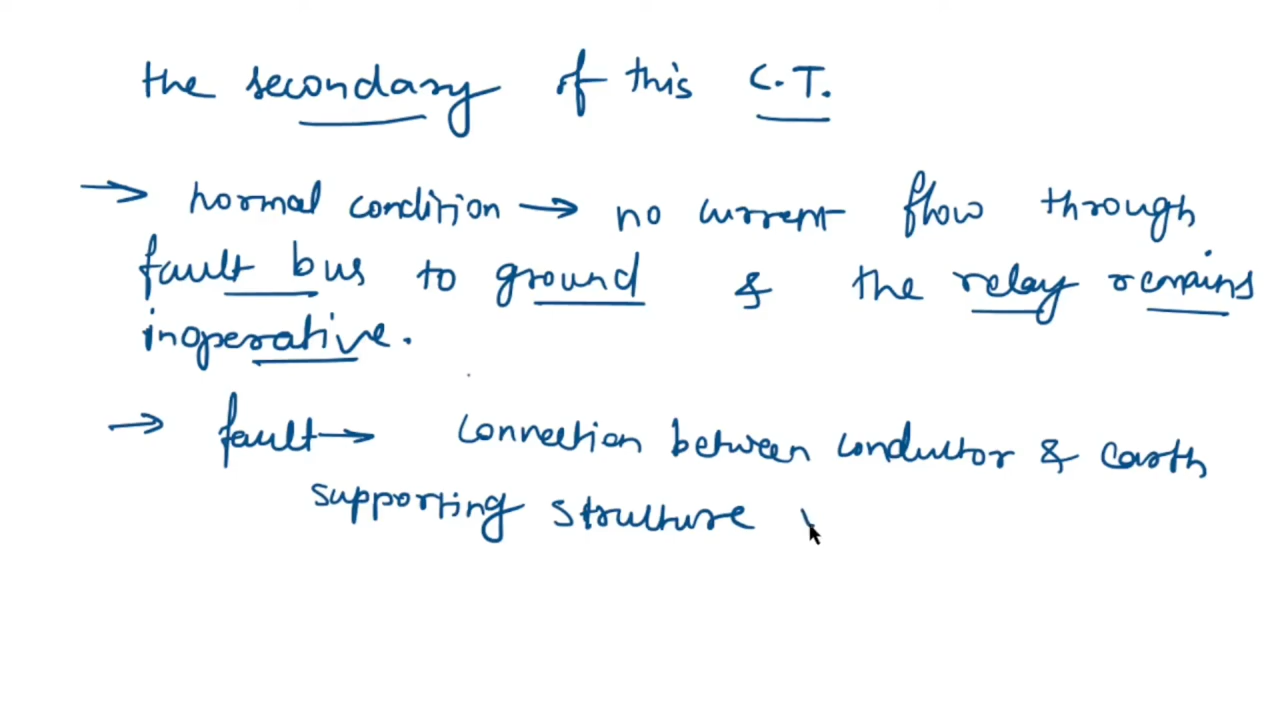 the secondary of this C.T.
→ normal condition → no current flow through
fault bus to ground & the relay remains
inoperative.
→ fault → connection between conductor & earth
supporting structure